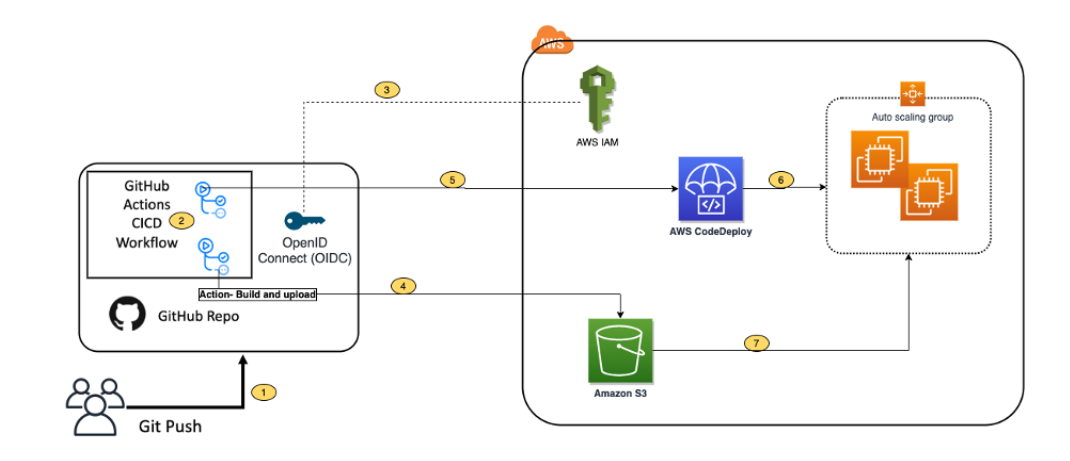 AWS
3
AWS IAM
Auto scaling group
GitHub
Actions
CICD
2
Workflow
OpenID
Connect (OIDC)
5
6
AWS CodeDeploy
Action- Build and upload
4
GitHub Repo
7
Amazon S3
1
Git Push